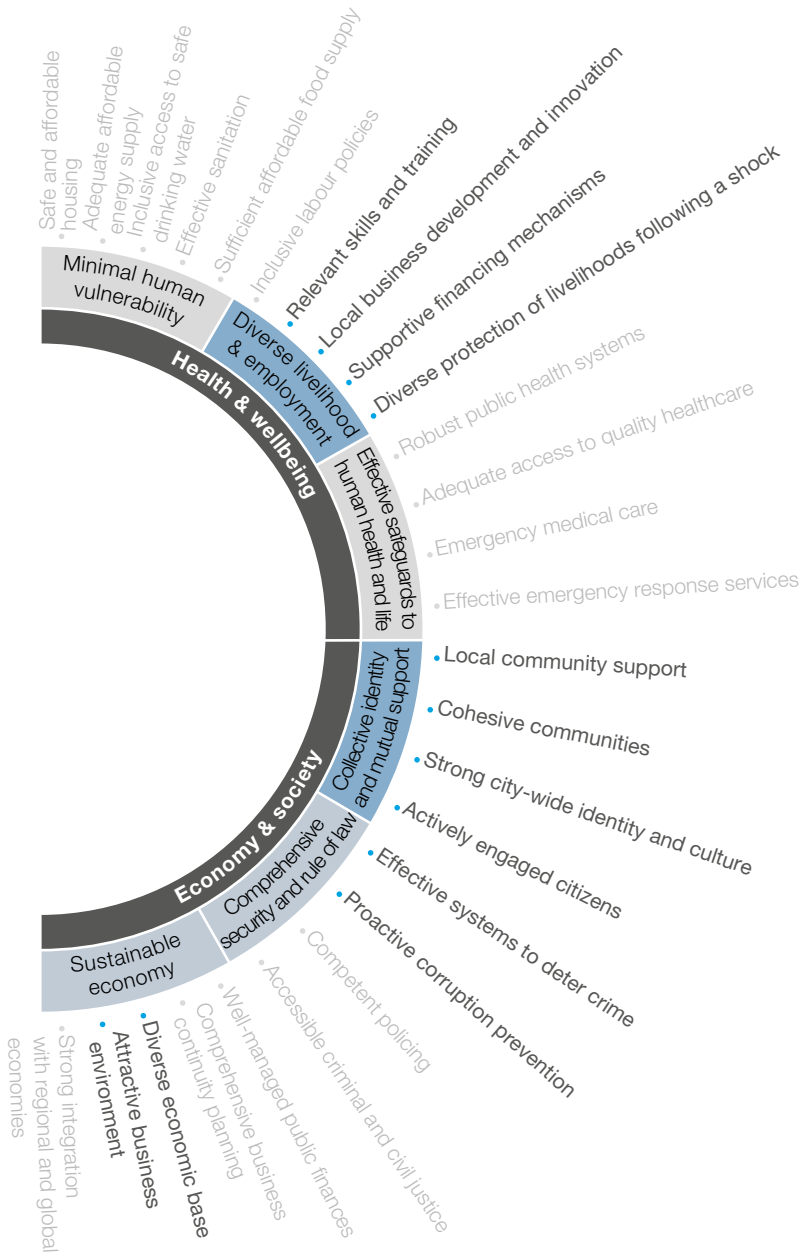 Safe and affordable
housing
Adequate affordable
energy supply
Inclusive access to safe
drinking water
Effective sanitation
Sufficient affordable food supply
Inclusive labour policies
Relevant skills and training
Local business development and innovation
Supportive financing mechanisms
Diverse protection of livelihoods following a shock
Robust public health systems
Adequate access to quality healthcare
Emergency medical care
Effective emergency response services
Local community support
Cohesive communities
Strong city-wide identity and culture
Actively engaged citizens
Effective systems to deter crime
Proactive corruption prevention
Competent policing
Accessible criminal and civil justice
Well-managed public finances
Comprehensive business
continuity planning
Diverse economic base
Attractive business
environment
Strong integration
with regional and global
economies
Minimal human
vulnerability
Diverse livelihood
& employment
Effective safeguards to
human health and life
Collective identity
and mutual support
Comprehensive
security and rule of law
Sustainable
economy
Health & wellbeing
Economy & society